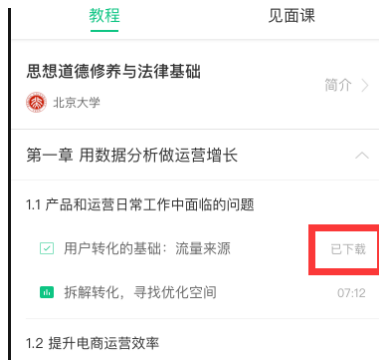 教程 见面课
思想道德修养与法律基础
简介
北京大学
第一章 用数据分析做运营增长
1.1 产品和运营日常工作中面临的问题
用户转化的基础：流量来源 已下载
拆解转化，寻找优化空间 07:12
1.2 提升电商运营效率